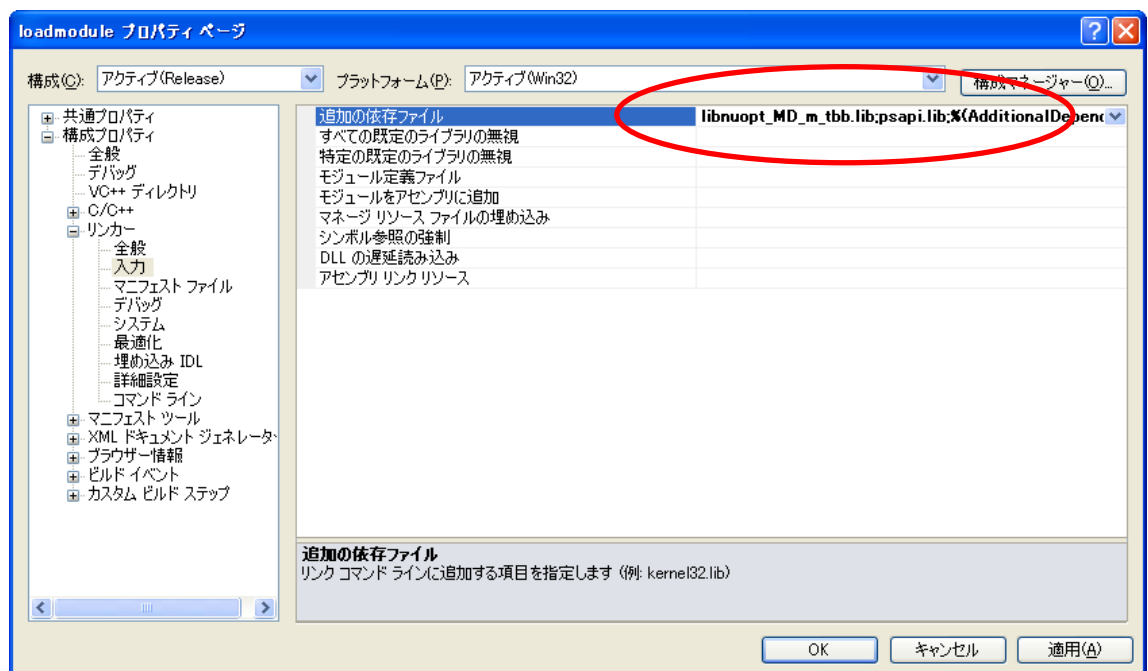 loadmodule プロパティ ページ
構成(C): アクティブ(Release) プラットフォーム(P): アクティブ(Win32) 構成マネージャー(O)...
共通プロパティ
構成プロパティ
全般
デバッグ
VC++ ディレクトリ
C/C++
リンカー
全般
入力
マニフェスト ファイル
デバッグ
システム
最適化
埋め込み IDL
詳細設定
コマンド ライン
マニフェスト ツール
XML ドキュメント ジェネレータ
ブラウザー情報
ビルド イベント
カスタム ビルド ステップ
追加の依存ファイル libnuopt_MD_m_tbb.lib;psapi.lib;%(AdditionalDepend
すべての既定のライブラリの無視
特定の既定のライブラリの無視
モジュール定義ファイル
モジュールをアセンブリに追加
マネージ リソース ファイルの埋め込み
シンボル参照の強制
DLL の遅延読み込み
アセンブリ リンク リソース
追加の依存ファイル
リンク コマンド ラインに追加する項目を指定します (例: kernel32.lib)
OK キャンセル 適用(A)